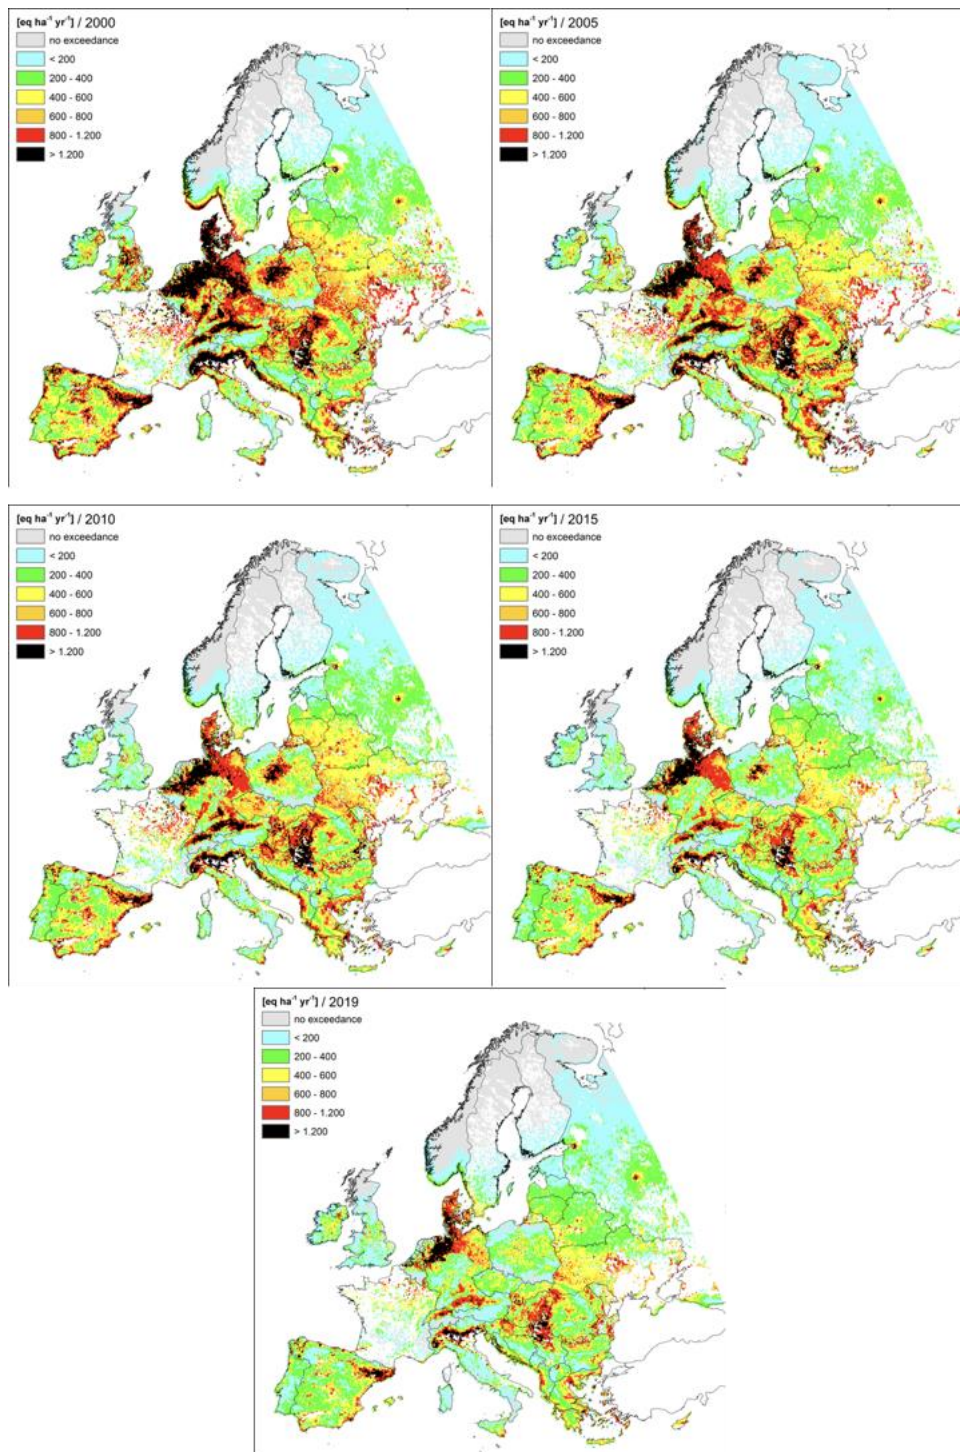 [eq ha⁻¹ yr⁻¹] / 2000
no exceedance
< 200
200 - 400
400 - 600
600 - 800
800 - 1.200
> 1.200
[eq ha⁻¹ yr⁻¹] / 2005
no exceedance
< 200
200 - 400
400 - 600
600 - 800
800 - 1.200
> 1.200
[eq ha⁻¹ yr⁻¹] / 2010
no exceedance
< 200
200 - 400
400 - 600
600 - 800
800 - 1.200
> 1.200
[eq ha⁻¹ yr⁻¹] / 2015
no exceedance
< 200
200 - 400
400 - 600
600 - 800
800 - 1.200
> 1.200
[eq ha⁻¹ yr⁻¹] / 2019
no exceedance
< 200
200 - 400
400 - 600
600 - 800
800 - 1.200
> 1.200